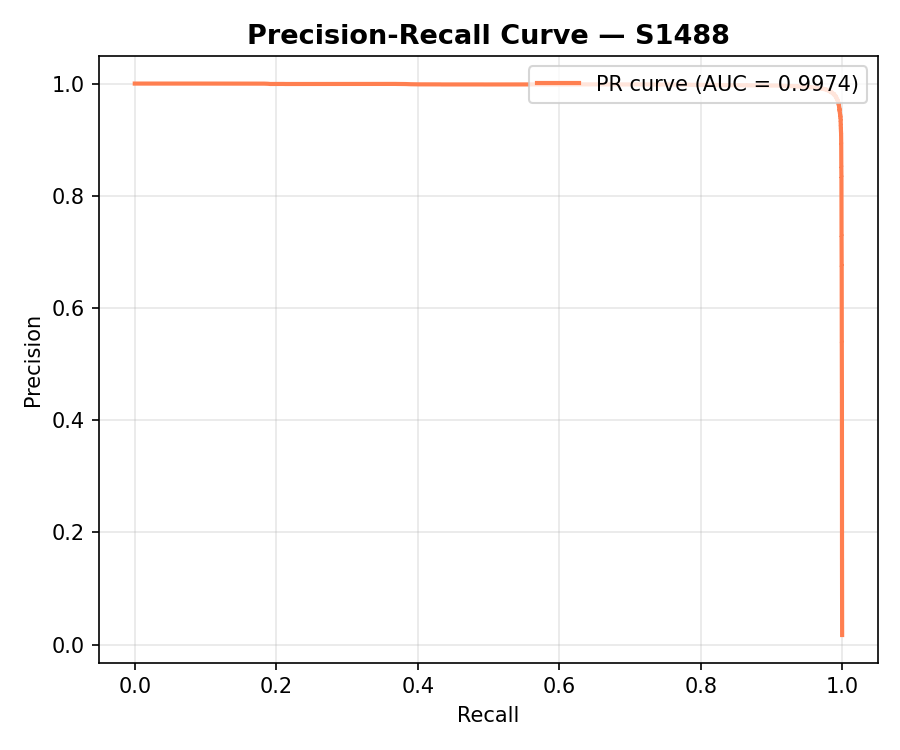 Precision-Recall Curve — S1488
PR curve (AUC = 0.9974)
Precision
1.0
0.8
0.6
0.4
0.2
0.0
0.0 0.2 0.4 0.6 0.8 1.0
Recall